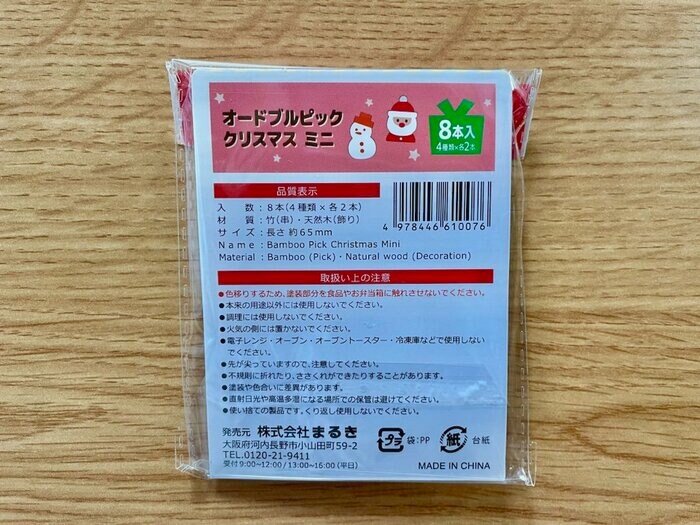 オードブルピック
クリスマス ミニ
8本入
4種類×各2本
品質表示
入　数：8本(4種類×各2本)
材　質：竹(串)・天然木(飾り)
サイズ：長さ 約65mm
Name：Bamboo Pick Christmas Mini
Material：Bamboo (Pick)・Natural wood (Decoration)
4 978446 610076
取扱い上の注意
●色移りするため、塗装部分を食品やお弁当箱に触れさせないでください。
●本来の用途以外には使用しないでください。
●調理には使用しないでください。
●火気の側には置かないでください。
●電子レンジ・オーブン・オーブントースター・冷凍庫などで使用しない
でください。
●先が尖っていますので、注意してください。
●不規則に折れたり、ささくれができたりすることがあります。
●塗装や色合いに差異があります。
●直射日光や高温多湿になる場所での保管は避けてください。
●使い捨ての製品です。くり返し使用しないでください。
発売元 株式会社まるき
大阪府河内長野市小山田町59-2
TEL.0120-21-9411
受付 9:00~12:00 / 13:00~16:00 (平日)
プラ 袋:PP
紙 台紙
MADE IN CHINA